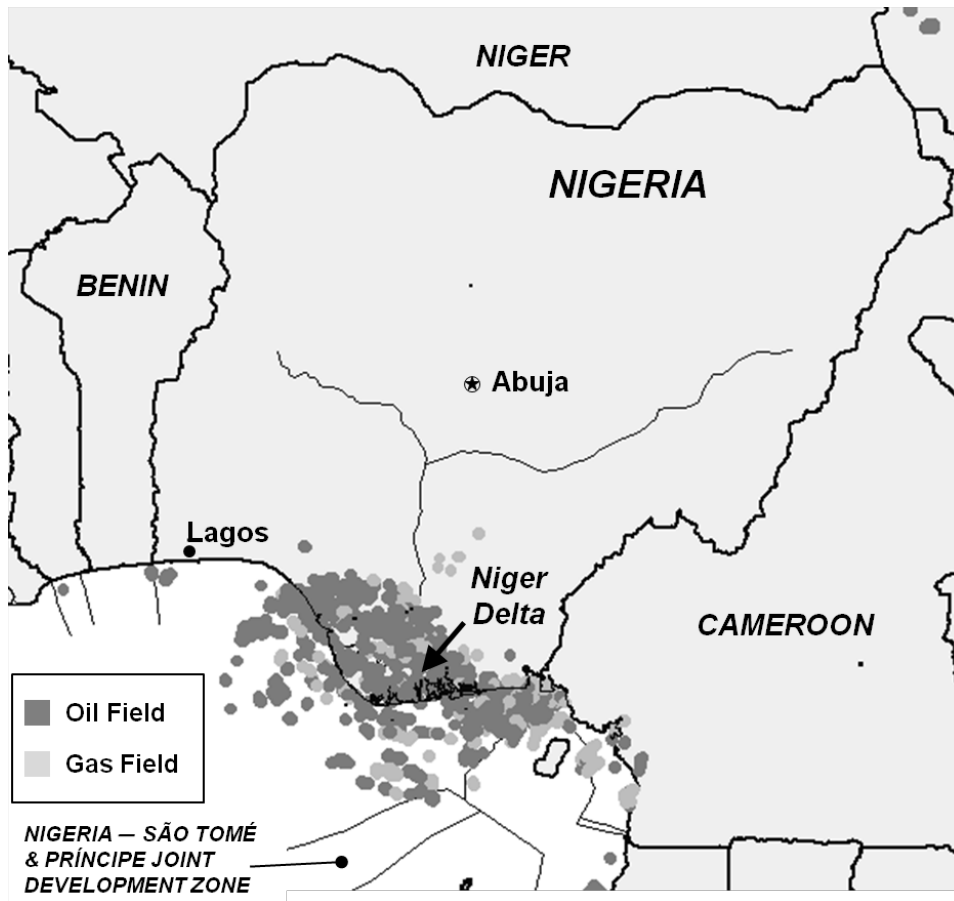 NIGER
NIGERIA
BENIN
Abuja
Lagos
Niger
Delta
CAMEROON
Oil Field
Gas Field
NIGERIA — SÃO TOMÉ
& PRÍNCIPE JOINT
DEVELOPMENT ZONE